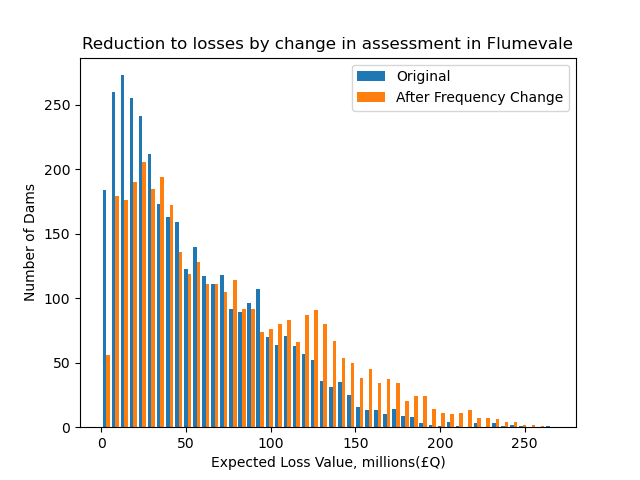 Reduction to losses by change in assessment in Flumevale
Original
After Frequency Change
Number of Dams
250
200
150
100
50
0
0 50 100 150 200 250
Expected Loss Value, millions(£Q)